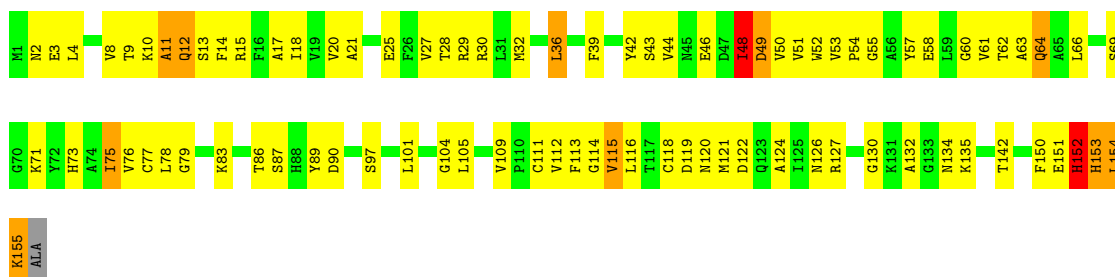 M1 N2 E3 L4 V8 T9 K10 A11 Q12 S13 F14 R15 F16 A17 I18 V19 V20 A21 E25 F26 V27 T28 R29 R30 L31 M32 L36 F39 Y42 S43 V44 N45 E46 D47 I48 D49 V50 V51 W52 V53 P54 G55 A56 Y57 E58 L59 G60 V61 T62 A63 Q64 A65 L66 S69
G70 K71 Y72 H73 A74 I75 V76 C77 L78 G79 K83 T86 S87 H88 Y89 D90 S97 L101 G104 L105 V109 P110 C111 V112 F113 G114 V115 L116 T117 C118 D119 N120 M121 D122 Q123 A124 I125 N126 R127 G130 K131 A132 G133 N134 K135 T142 F150 E151 H152 H153 L154
K155 ALA